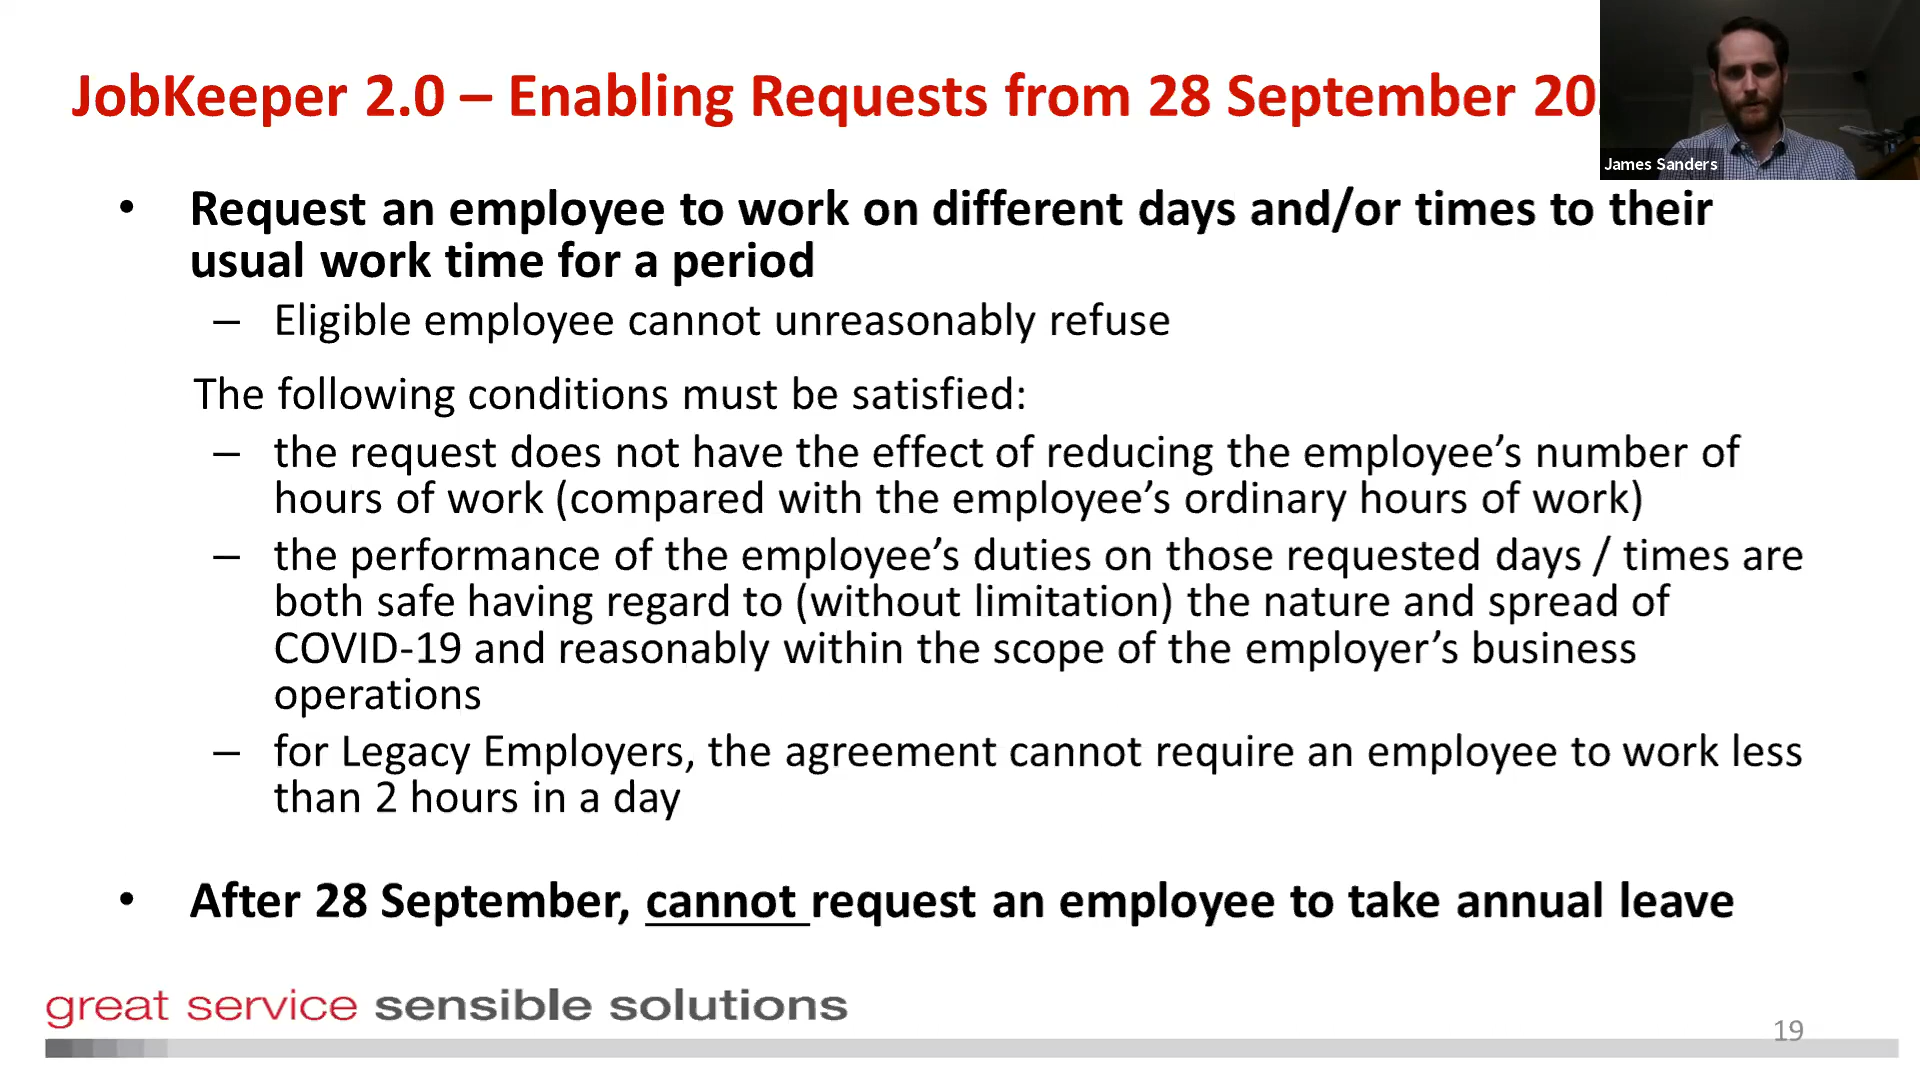 JobKeeper 2.0 – Enabling Requests from 28 September
James Sanders
• Request an employee to work on different days and/or times to their
usual work time for a period
– Eligible employee cannot unreasonably refuse
The following conditions must be satisfied:
– the request does not have the effect of reducing the employee’s number of
hours of work (compared with the employee’s ordinary hours of work)
– the performance of the employee’s duties on those requested days / times are
both safe having regard to (without limitation) the nature and spread of
COVID-19 and reasonably within the scope of the employer’s business
operations
– for Legacy Employers, the agreement cannot require an employee to work less
than 2 hours in a day
• After 28 September, cannot request an employee to take annual leave
great service sensible solutions
19